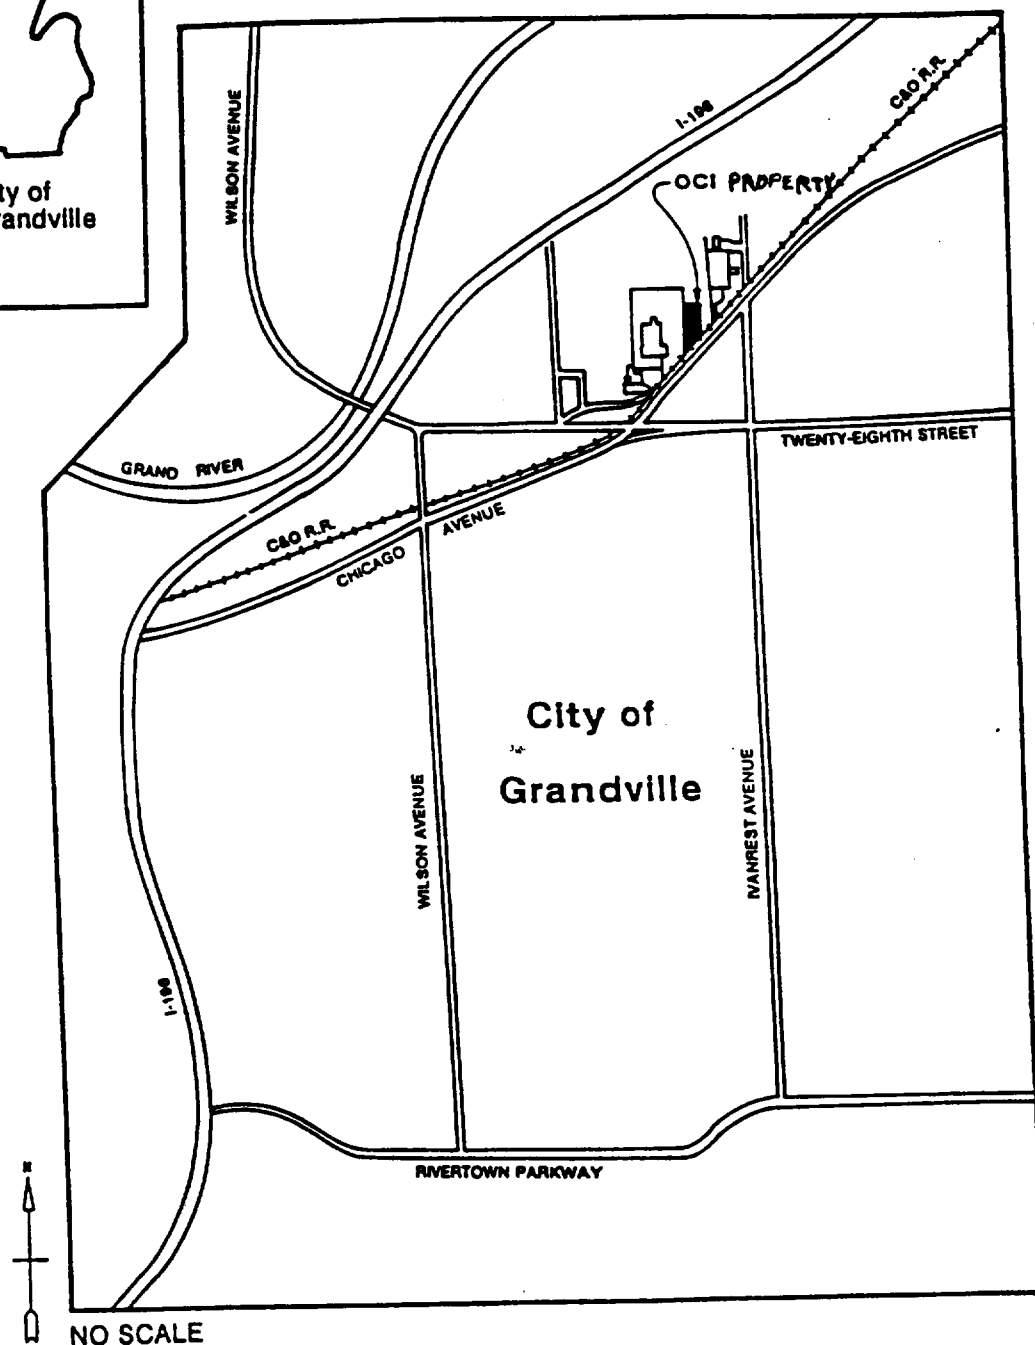 ty of
randville
WILSON AVENUE
I-196
C&O R.R.
OCI PROPERTY
GRAND RIVER
TWENTY-EIGHTH STREET
C&O R.R.
CHICAGO AVENUE
City of
Grandville
WILSON AVENUE
IVANREST AVENUE
I-196
RIVERTOWN PARKWAY
N
NO SCALE